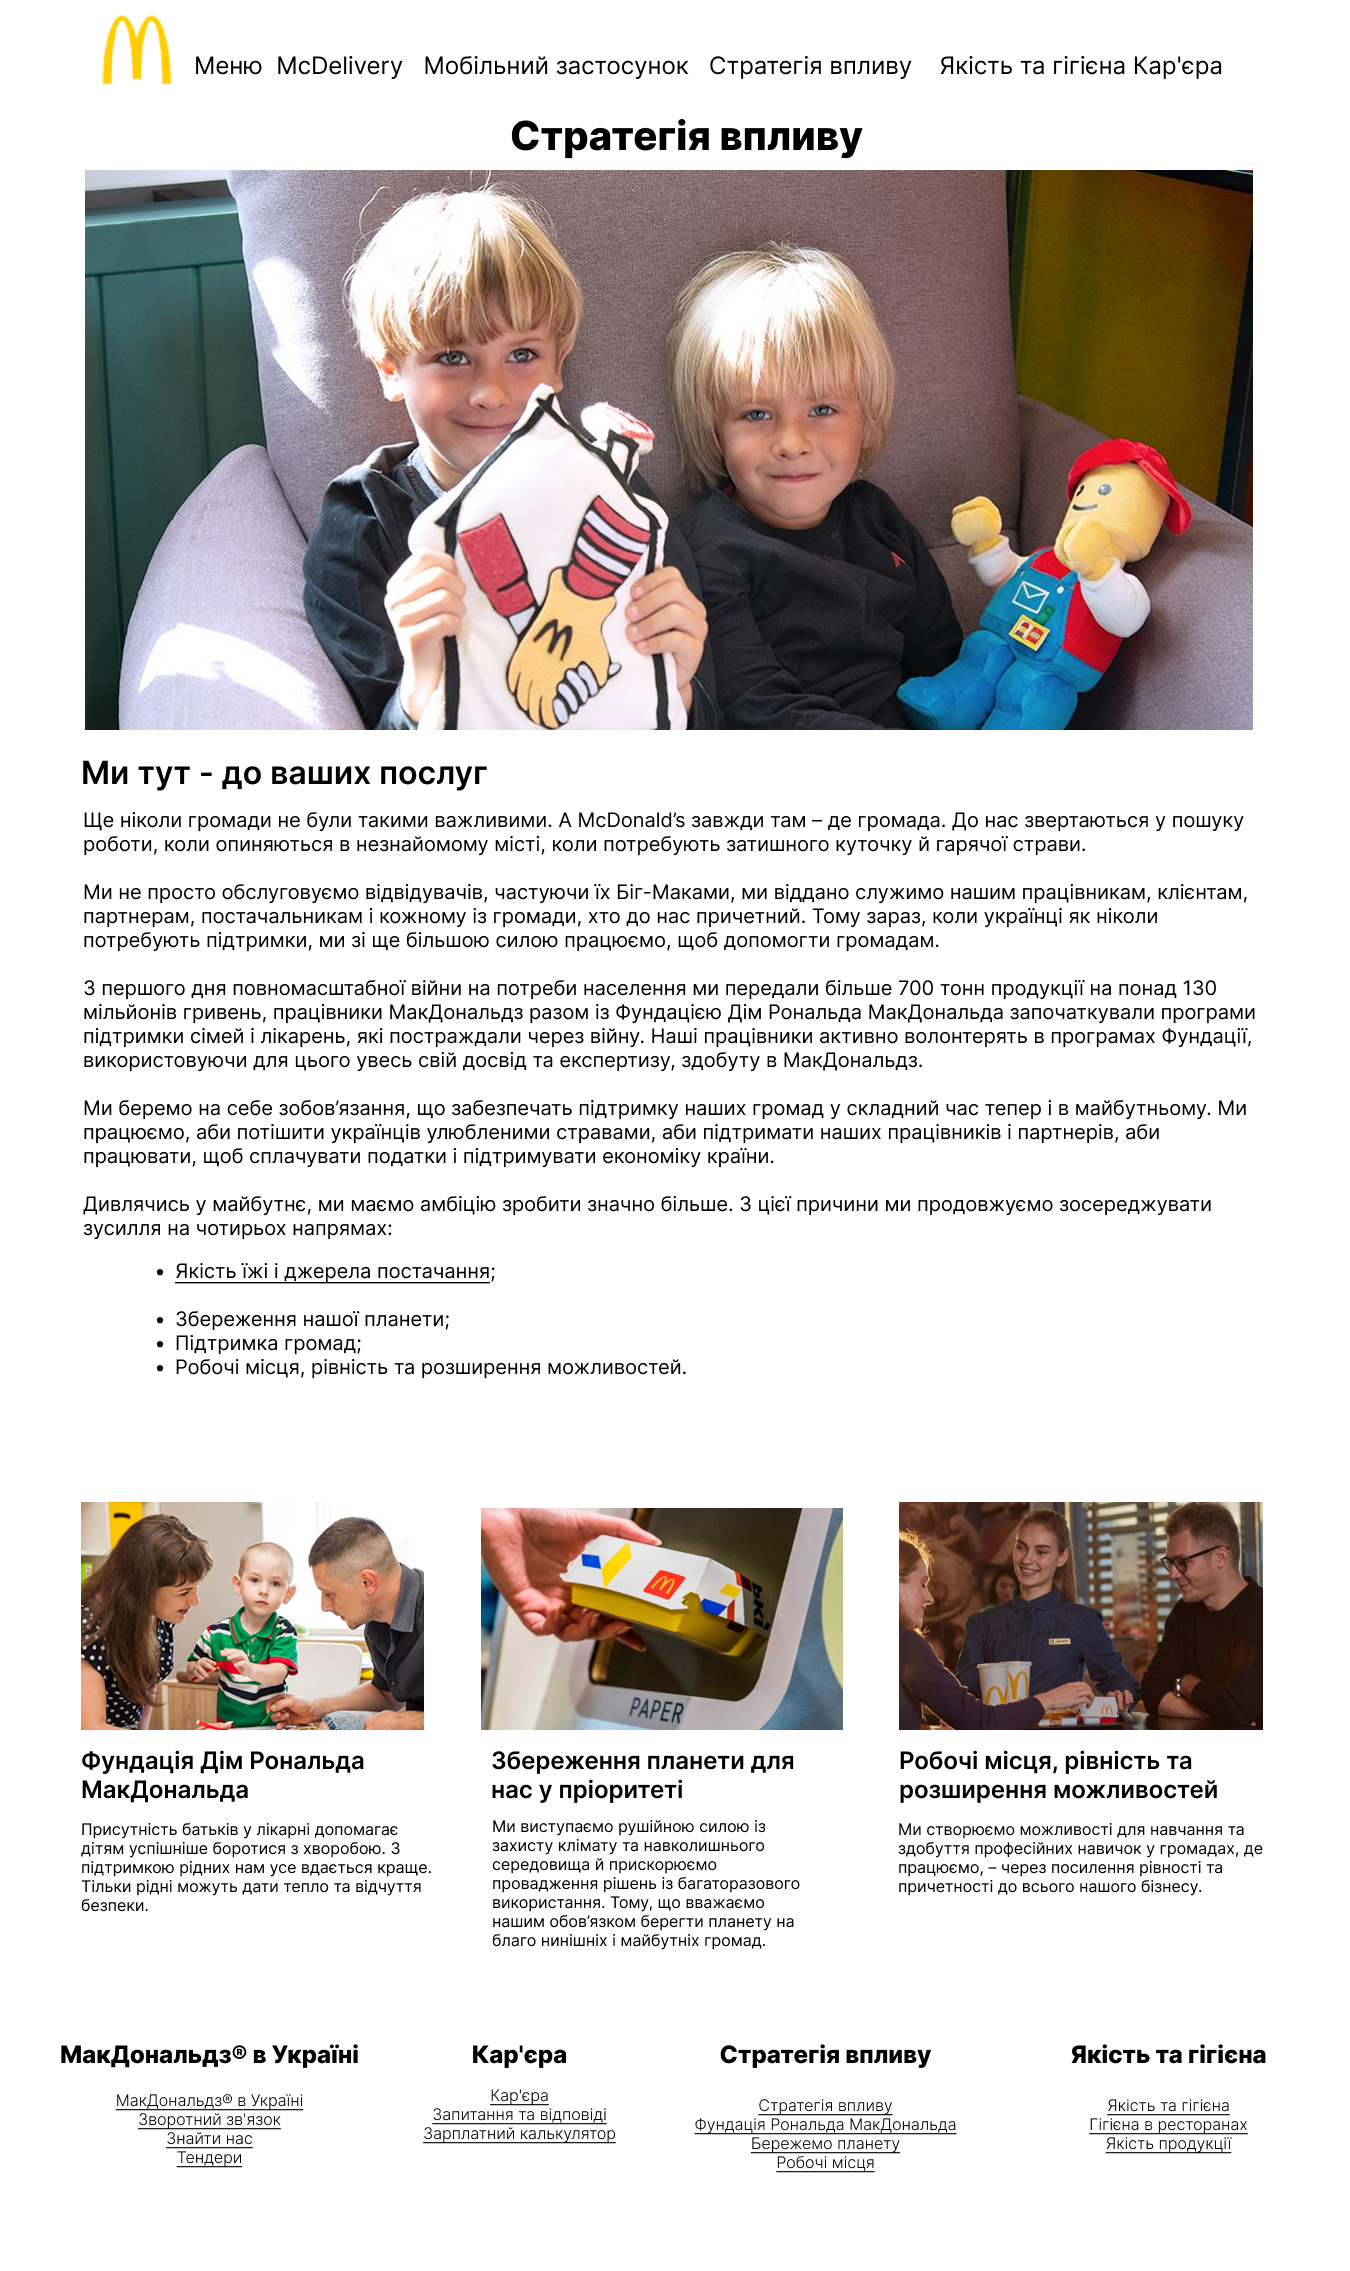 Меню McDelivery Мобільний застосунок Стратегія впливу Якість та гігієна Кар'єра
Стратегія впливу
Ми тут - до ваших послуг
Ще ніколи громади не були такими важливими. А McDonald’s завжди там – де громада. До нас звертаються у пошуку
роботи, коли опиняються в незнайомому місті, коли потребують затишного куточку й гарячої страви.
Ми не просто обслуговуємо відвідувачів, частуючи їх Біг-Маками, ми віддано служимо нашим працівникам, клієнтам,
партнерам, постачальникам і кожному із громади, хто до нас причетний. Тому зараз, коли українці як ніколи
потребують підтримки, ми зі ще більшою силою працюємо, щоб допомогти громадам.
З першого дня повномасштабної війни на потреби населення ми передали більше 700 тонн продукції на понад 130
мільйонів гривень, працівники МакДональдз разом із Фундацією Дім Рональда МакДональда започаткували програми
підтримки сімей і лікарень, які постраждали через війну. Наші працівники активно волонтерять в програмах Фундації,
використовуючи для цього увесь свій досвід та експертизу, здобуту в МакДональдз.
Ми беремо на себе зобов’язання, що забезпечать підтримку наших громад у складний час тепер і в майбутньому. Ми
працюємо, аби потішити українців улюбленими стравами, аби підтримати наших працівників і партнерів, аби
працювати, щоб сплачувати податки і підтримувати економіку країни.
Дивлячись у майбутнє, ми маємо амбіцію зробити значно більше. З цієї причини ми продовжуємо зосереджувати
зусилля на чотирьох напрямах:
• Якість їжі і джерела постачання;
• Збереження нашої планети;
• Підтримка громад;
• Робочі місця, рівність та розширення можливостей.
PAPER
Фундація Дім Рональда
МакДональда
Присутність батьків у лікарні допомагає
дітям успішніше боротися з хворобою. З
підтримкою рідних нам усе вдається краще.
Тільки рідні можуть дати тепло та відчуття
безпеки.
Збереження планети для
нас у пріоритеті
Ми виступаємо рушійною силою із
захисту клімату та навколишнього
середовища й прискорюємо
провадження рішень із багаторазового
використання. Тому, що вважаємо
нашим обов’язком берегти планету на
благо нинішніх і майбутніх громад.
Робочі місця, рівність та
розширення можливостей
Ми створюємо можливості для навчання та
здобуття професійних навичок у громадах, де
працюємо, – через посилення рівності та
причетності до всього нашого бізнесу.
МакДональдз® в Україні
МакДональдз® в Україні
Зворотний зв'язок
Знайти нас
Тендери
Кар'єра
Кар'єра
Запитання та відповіді
Зарплатний калькулятор
Стратегія впливу
Стратегія впливу
Фундація Рональда МакДональда
Бережемо планету
Робочі місця
Якість та гігієна
Якість та гігієна
Гігієна в ресторанах
Якість продукції